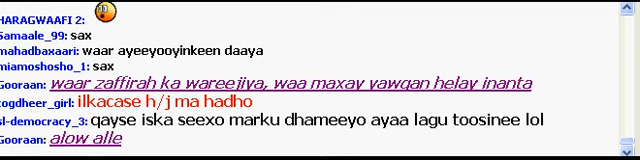 HARAGWAAFI 2:
Samaale_99: sax
mahadbaxaari: waar ayeeyooyinkeen daaya
miamoshosho_1: sax
Gooraan: waar zaffirah ka wareejiya, waa maxay yawqan helay inanta
togdheer_girl: ilkacase h/j ma hadho
sl-democracy_3: qayse iska seexo marku dhameeyo ayaa lagu toosinee lol
Gooraan: alow alle